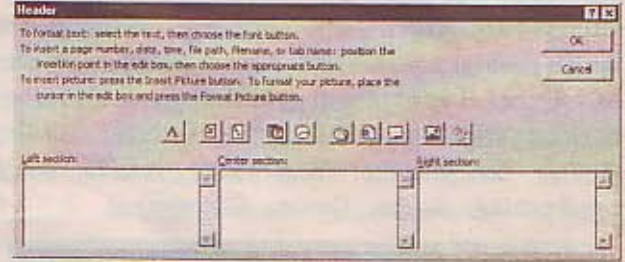 Header
To format text: select the text, then choose the font button.
To insert a page number, date, time, file path, filename, or tab name: position the
insertion point in the edit box, then choose the appropriate button.
To insert picture: press the Insert Picture button. To format your picture, place the
cursor in the edit box and press the Format Picture button.
OK
Cancel
A
Left section:
Center section:
Right section: